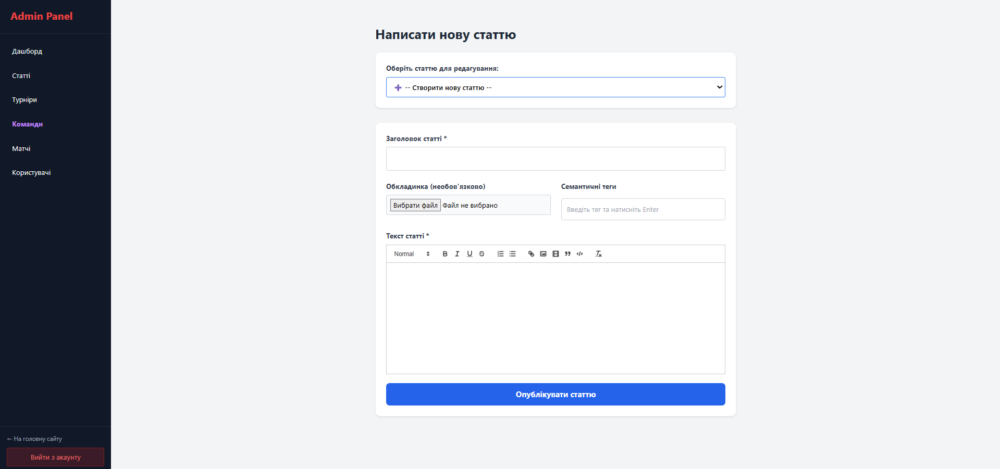 Admin Panel
Дашборд
Статті
Турніри
Команди
Матчі
Користувачі
← На головну сайту
Вийти з акаунту
Написати нову статтю
Оберіть статтю для редагування:
➕ -- Створити нову статтю --
Заголовок статті *
Обкладинка (необов'язково)
Вибрати файл Файл не вибрано
Семантичні теги
Введіть тег та натисніть Enter
Текст статті *
Normal
Опублікувати статтю